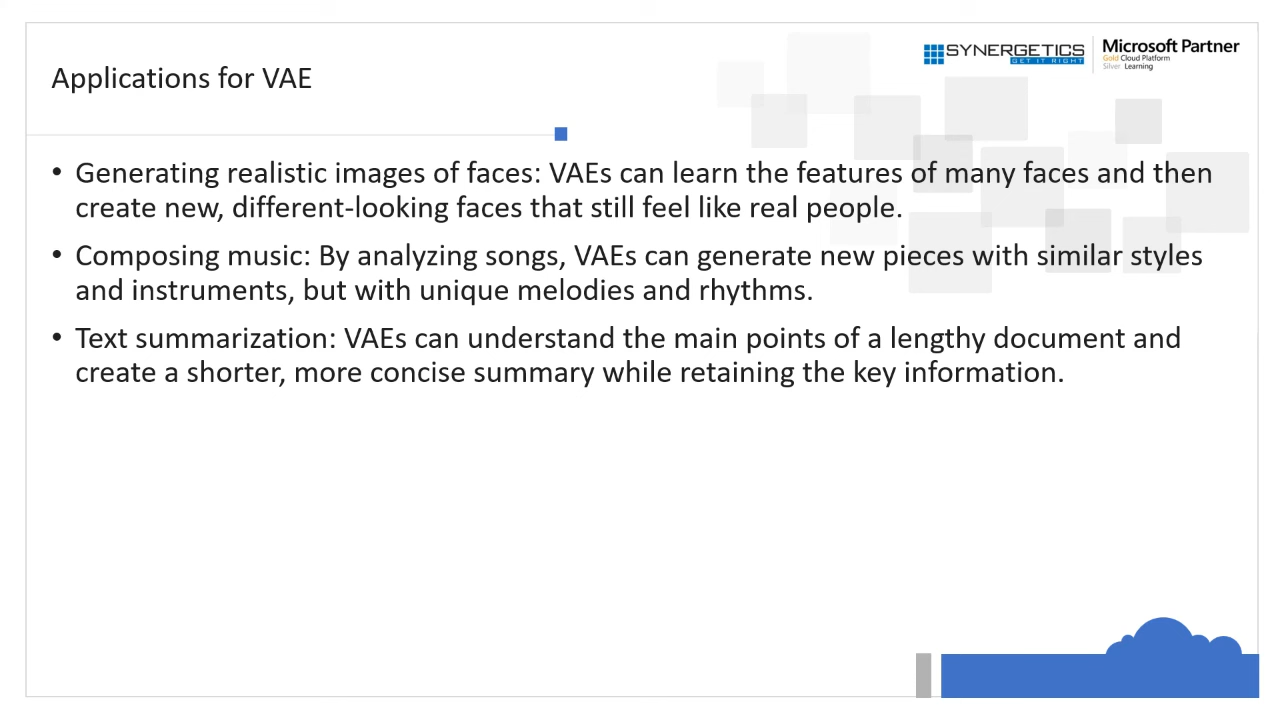 SYNERGETICS
GET IT RIGHT
Microsoft Partner
Gold Cloud Platform
Silver Learning
Applications for VAE
• Generating realistic images of faces: VAEs can learn the features of many faces and then
create new, different-looking faces that still feel like real people.
• Composing music: By analyzing songs, VAEs can generate new pieces with similar styles
and instruments, but with unique melodies and rhythms.
• Text summarization: VAEs can understand the main points of a lengthy document and
create a shorter, more concise summary while retaining the key information.